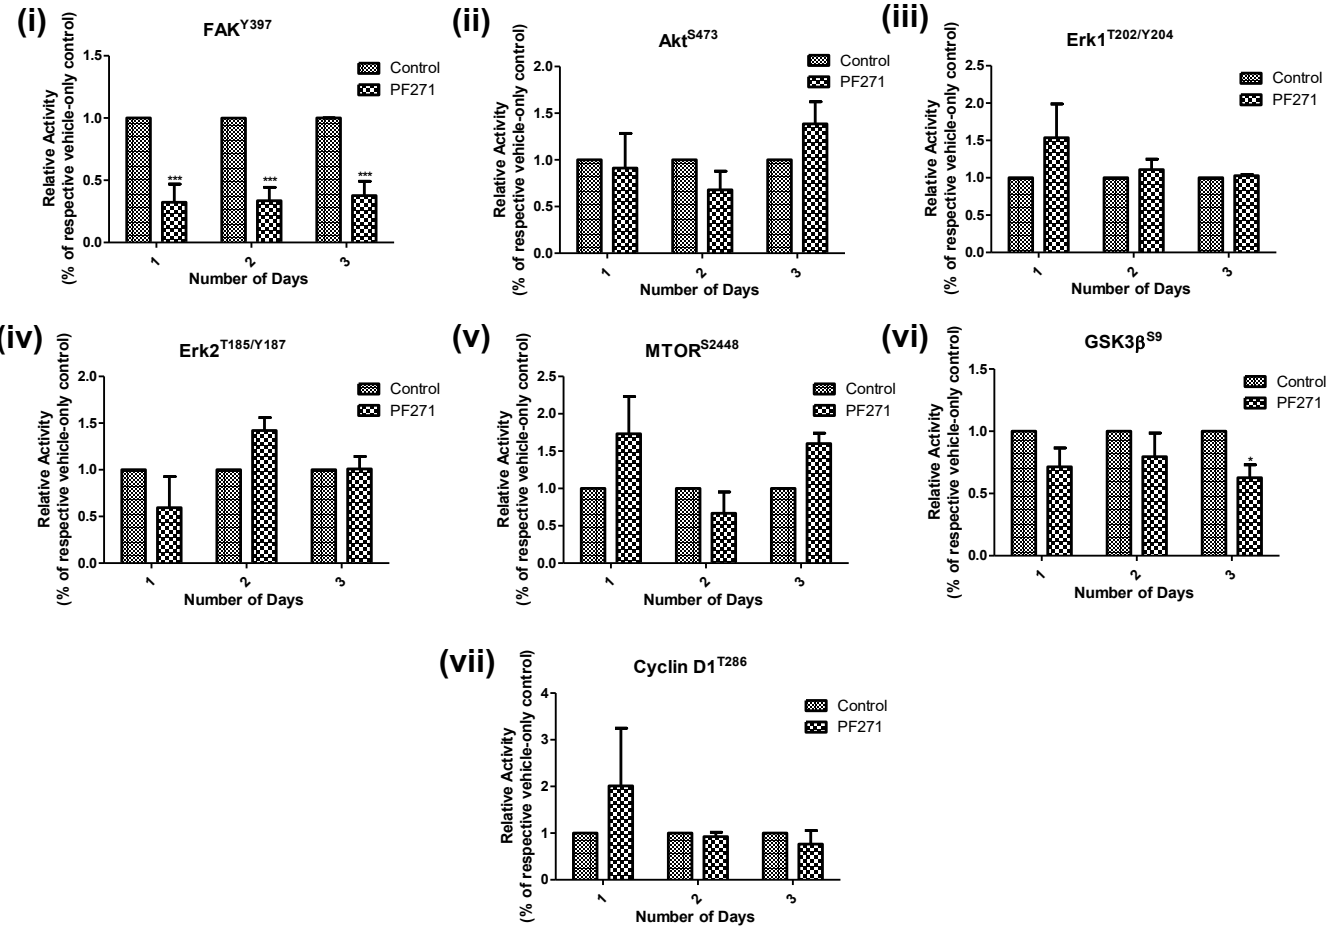 (i)
FAK^Y397
Relative Activity
(% of respective vehicle-only control)
1.5
1.0
0.5
0.0
*** *** ***
1 2 3
Number of Days
Control
PF271
(ii)
Akt^S473
Relative Activity
(% of respective vehicle-only control)
2.0
1.5
1.0
0.5
0.0
1 2 3
Number of Days
Control
PF271
(iii)
Erk1^T202/Y204
Relative Activity
(% of respective vehicle-only control)
2.5
2.0
1.5
1.0
0.5
0.0
1 2 3
Number of Days
Control
PF271
(iv)
Erk2^T185/Y187
Relative Activity
(% of respective vehicle-only control)
2.0
1.5
1.0
0.5
0.0
1 2 3
Number of Days
Control
PF271
(v)
MTOR^S2448
Relative Activity
(% of respective vehicle-only control)
2.5
2.0
1.5
1.0
0.5
0.0
1 2 3
Number of Days
Control
PF271
(vi)
GSK3β^S9
Relative Activity
(% of respective vehicle-only control)
1.5
1.0
0.5
0.0
*
1 2 3
Number of Days
Control
PF271
(vii)
Cyclin D1^T286
Relative Activity
(% of respective vehicle-only control)
4
3
2
1
0
1 2 3
Number of Days
Control
PF271